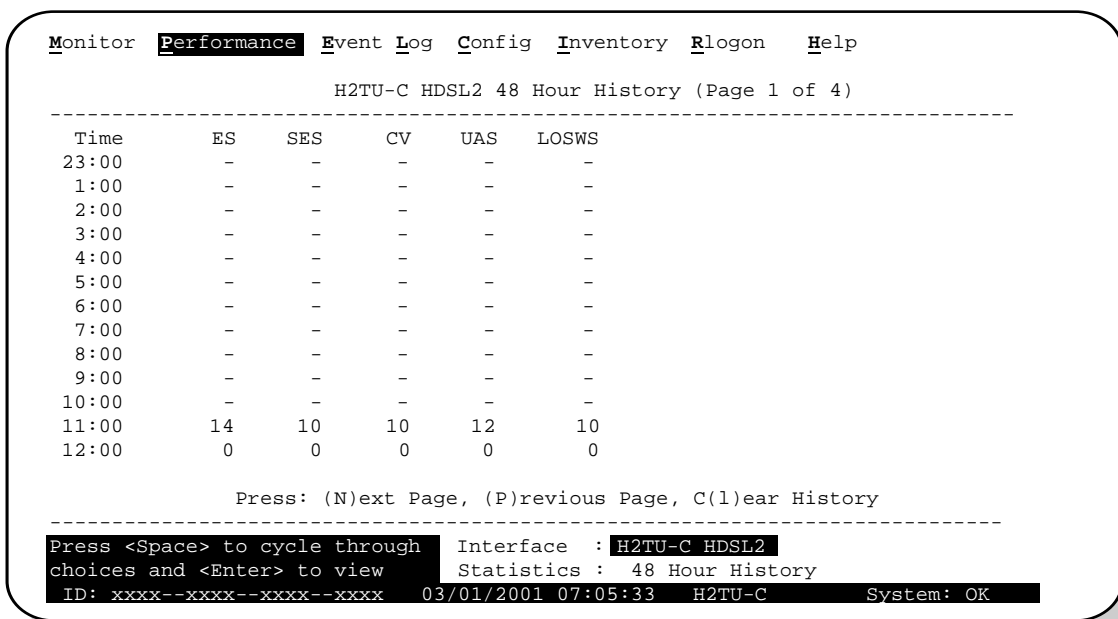 Monitor Performance Event Log Config Inventory Rlogon Help
H2TU-C HDSL2 48 Hour History (Page 1 of 4)
--------------------------------------------------------------------------------
Time ES SES CV UAS LOSWS
23:00 - - - - -
1:00 - - - - -
2:00 - - - - -
3:00 - - - - -
4:00 - - - - -
5:00 - - - - -
6:00 - - - - -
7:00 - - - - -
8:00 - - - - -
9:00 - - - - -
10:00 - - - - -
11:00 14 10 10 12 10
12:00 0 0 0 0 0
Press: (N)ext Page, (P)revious Page, C(l)ear History
--------------------------------------------------------------------------------
Press <Space> to cycle through Interface : H2TU-C HDSL2
choices and <Enter> to view Statistics : 48 Hour History
ID: xxxx--xxxx--xxxx--xxxx 03/01/2001 07:05:33 H2TU-C System: OK